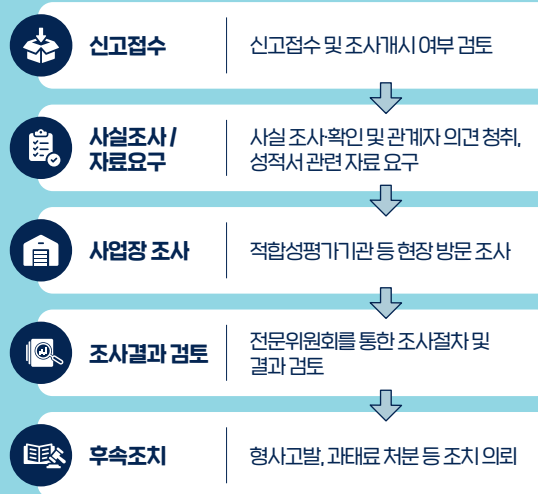 신고접수
신고접수 및 조사개시 여부 검토
사실조사 /
자료요구
사실 조사·확인 및 관계자 의견 청취,
성적서 관련 자료 요구
사업장 조사
적합성평가기관 등 현장 방문 조사
조사결과 검토
전문위원회를 통한 조사절차 및
결과 검토
후속조치
형사고발, 과태료 처분 등 조치 의뢰